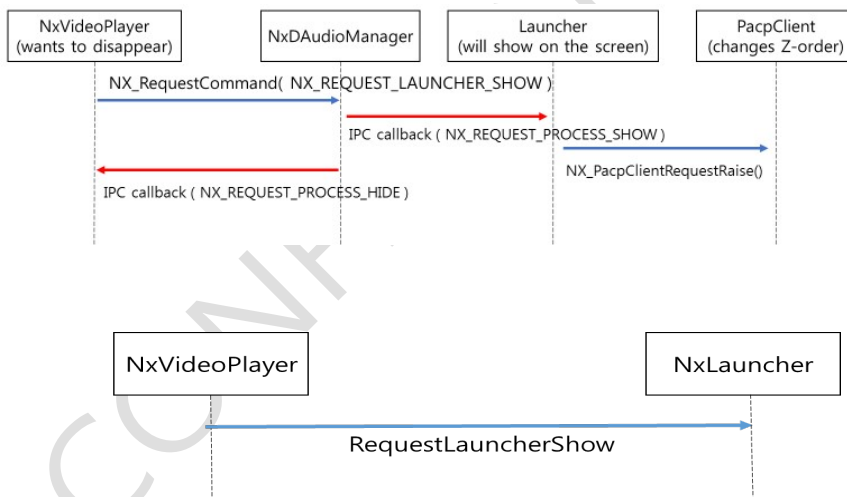 NxVideoPlayer
(wants to disappear)
NxDAudioManager
Launcher
(will show on the screen)
PacpClient
(changes Z-order)
NX_RequestCommand( NX_REQUEST_LAUNCHER_SHOW )
IPC callback ( NX_REQUEST_PROCESS_SHOW )
NX_PacpClientRequestRaise()
IPC callback ( NX_REQUEST_PROCESS_HIDE )
NxVideoPlayer
NxLauncher
RequestLauncherShow
CONF